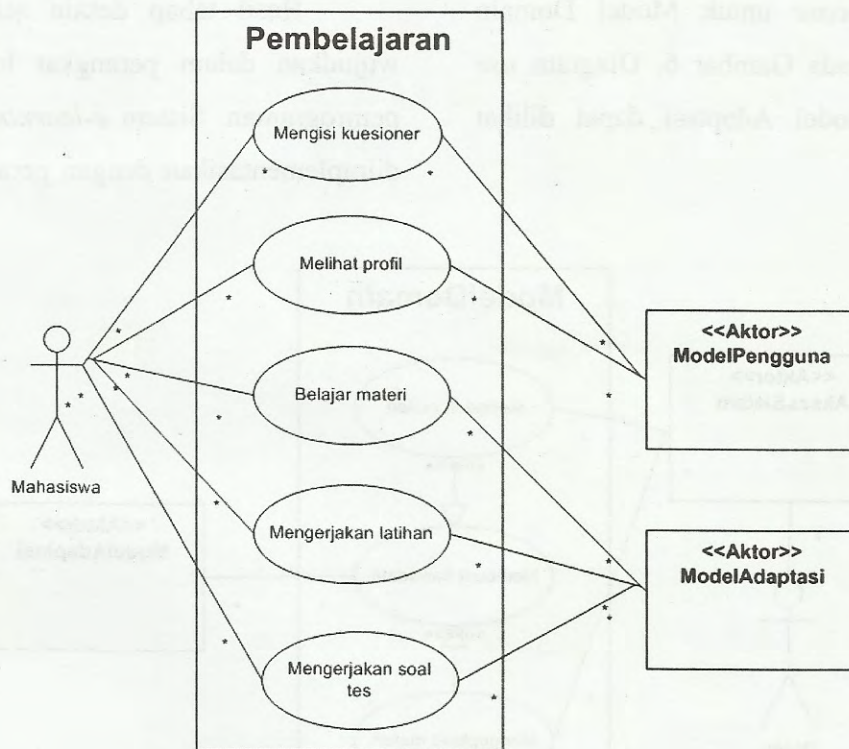 Pembelajaran
Mengisi kuesioner
Melihat profil
<<Aktor>>
ModelPengguna
Belajar materi
Mahasiswa
Mengerjakan latihan
<<Aktor>>
ModelAdaptasi
Mengerjakan soal
tes